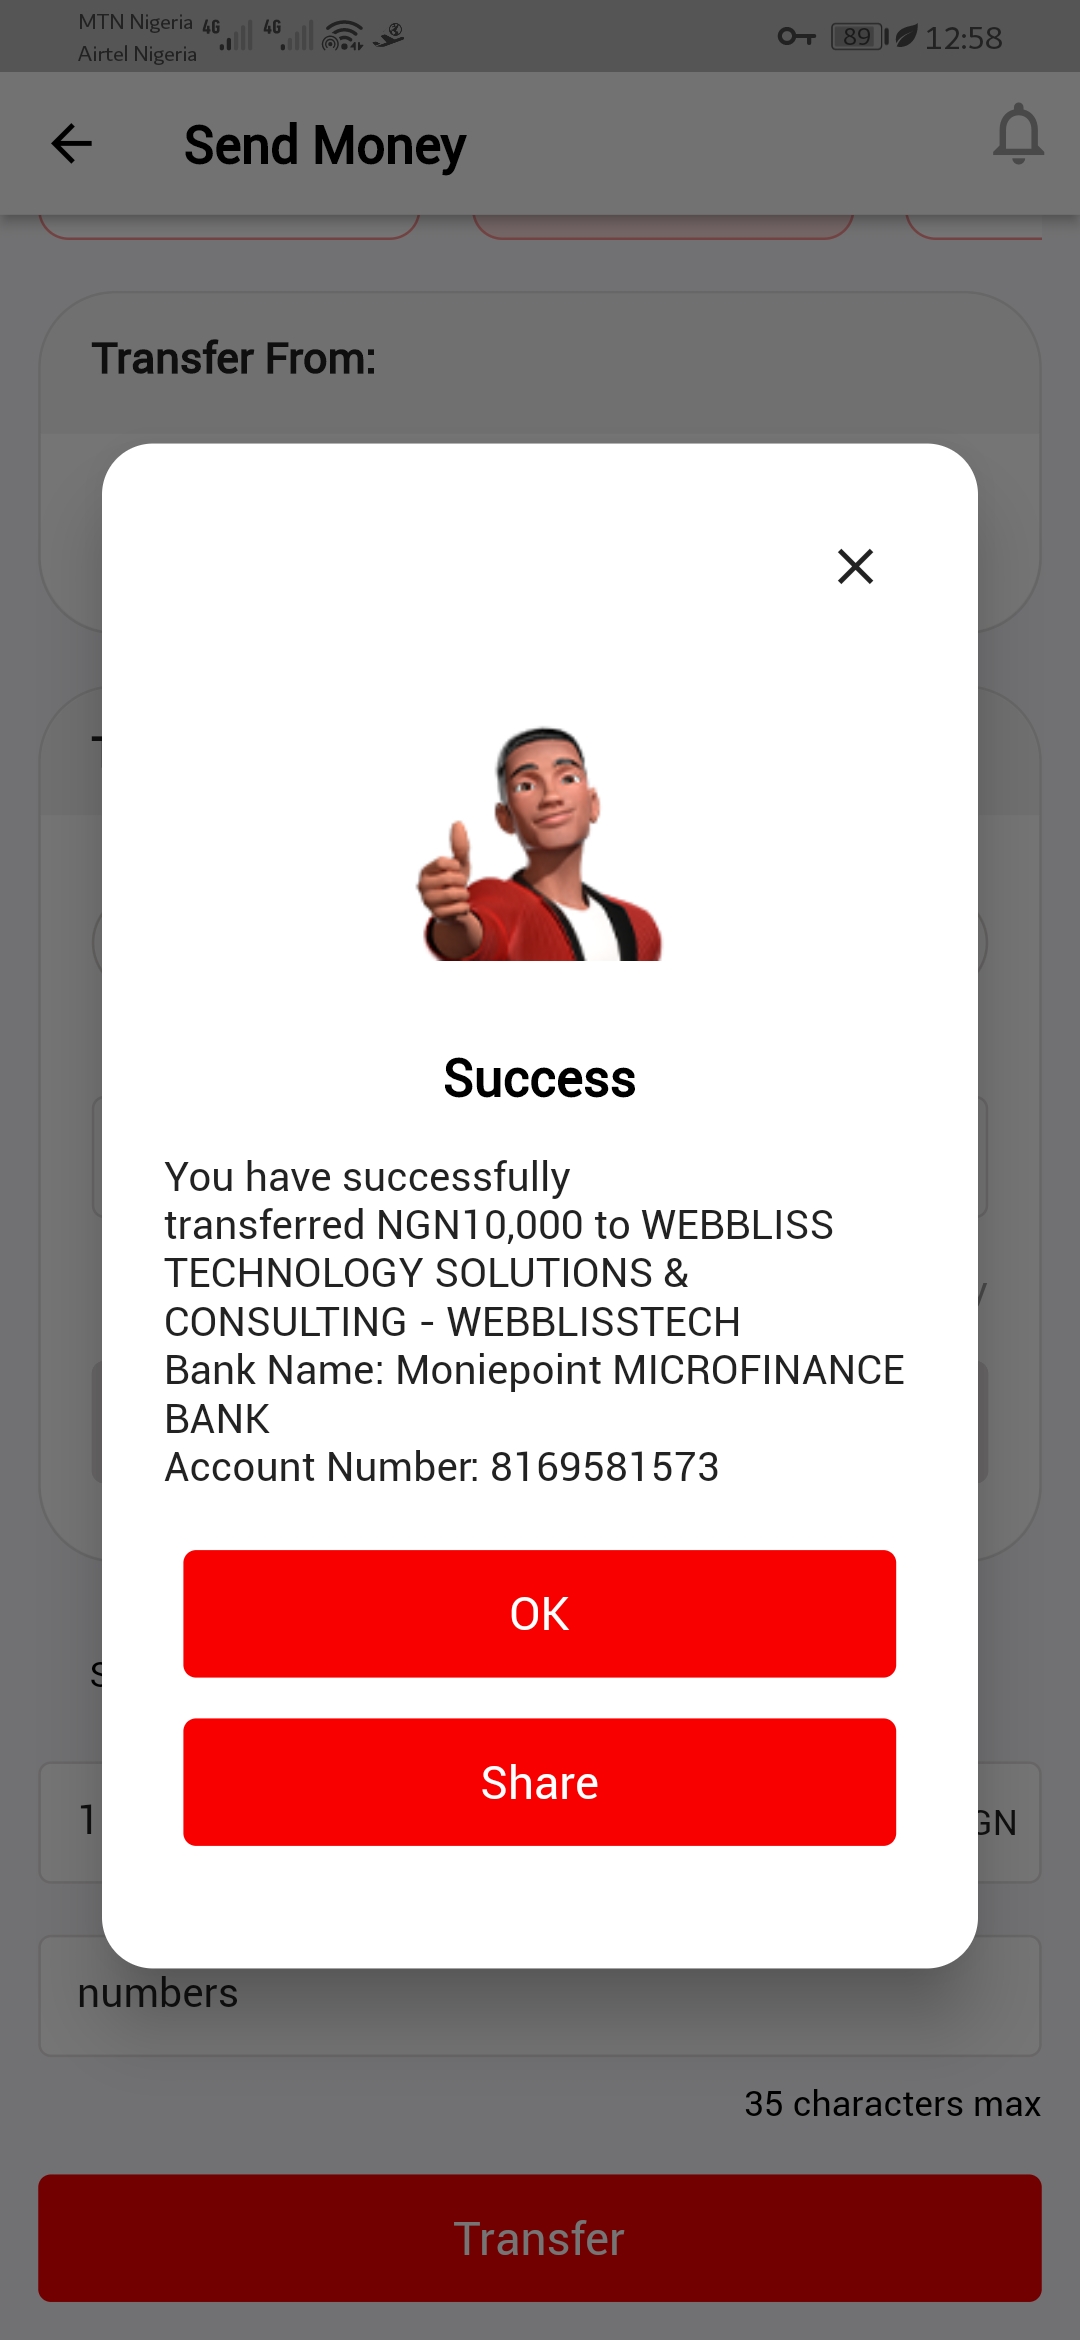 MTN Nigeria
Airtel Nigeria
4G
4G
89
12:58
Send Money
Transfer From:
Success
You have successfully
transferred NGN10,000 to WEBBLISS
TECHNOLOGY SOLUTIONS &
CONSULTING - WEBBLISSTECH
Bank Name: Moniepoint MICROFINANCE
BANK
Account Number: 8169581573
OK
Share
numbers
35 characters max
Transfer